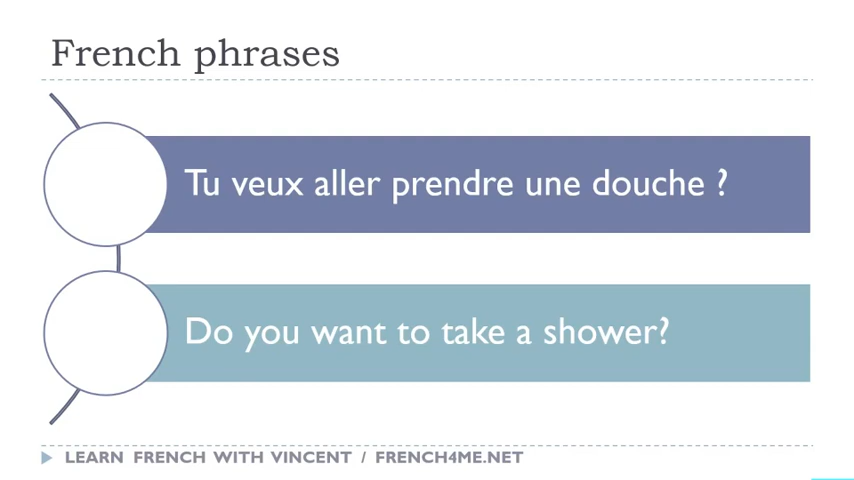 French phrases
Tu veux aller prendre une douche ?
Do you want to take a shower?
LEARN FRENCH WITH VINCENT / FRENCH4ME.NET